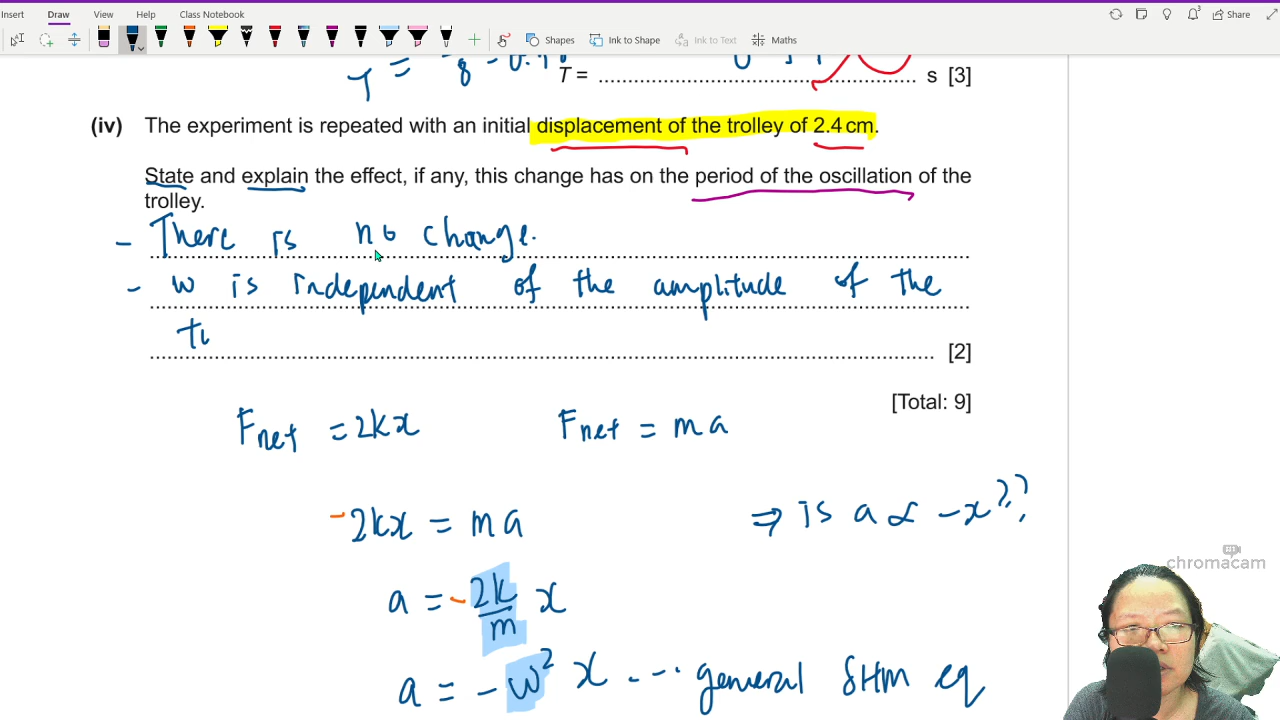 Insert Draw View Help Class Notebook
Share
Shapes Ink to Shape Ink to Text Maths
T = T = .......... s [3]
(iv) The experiment is repeated with an initial displacement of the trolley of 2.4 cm.
State and explain the effect, if any, this change has on the period of the oscillation of the
trolley.
- There is no change.
- w is independent of the amplitude of the
[2]
[Total: 9]
Fnet = 2kx Fnet = ma
-2kx = ma ⇒ is a ∝ -x??
a = - 2k/m x
a = - w² x ... general SHM eq
chromacam